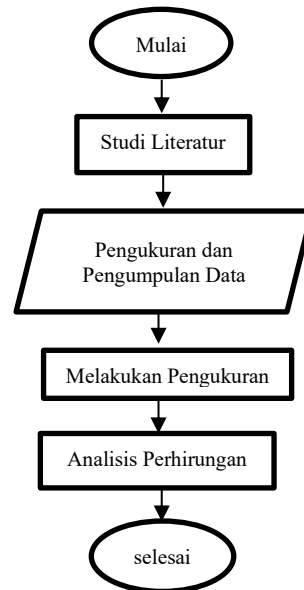 Mulai
Studi Literatur
Pengukuran dan
Pengumpulan Data
Melakukan Pengukuran
Analisis Perhirungan
selesai